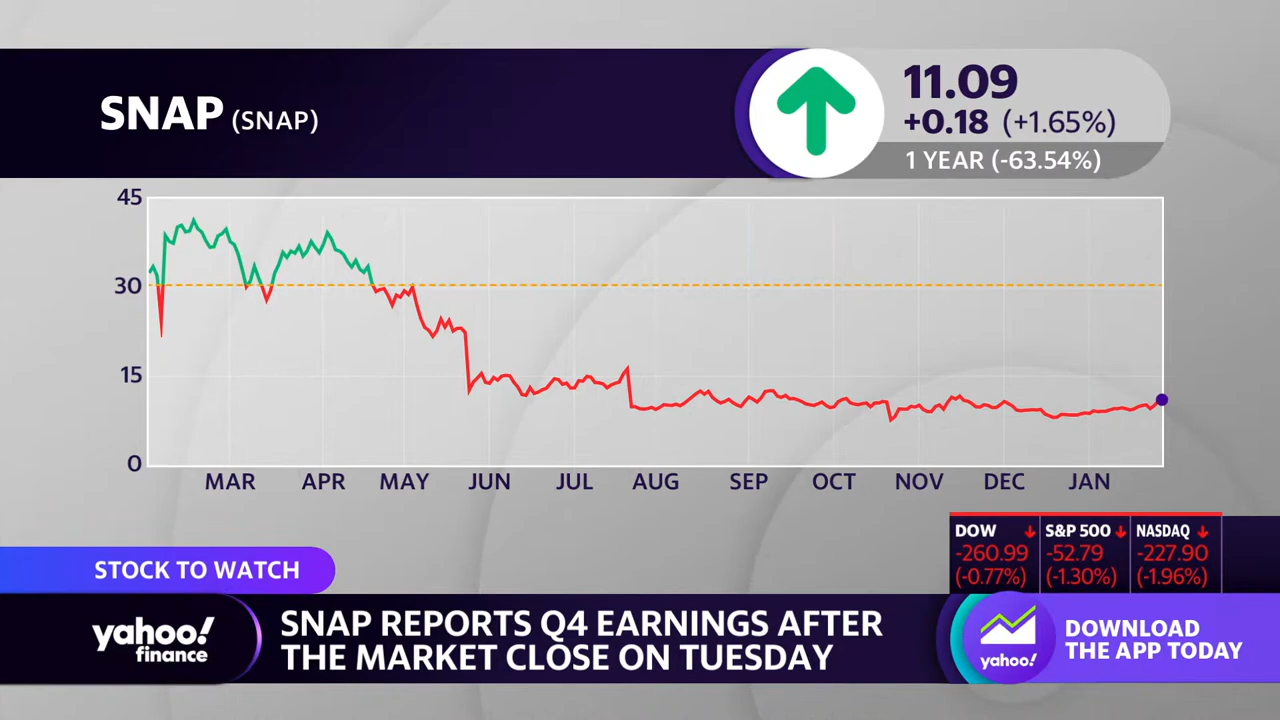 SNAP (SNAP)
11.09
+0.18 (+1.65%)
1 YEAR (-63.54%)
45
30
15
0
MAR APR MAY JUN JUL AUG SEP OCT NOV DEC JAN
DOW S&P 500 NASDAQ
-260.99 -52.79 -227.90
(-0.77%) (-1.30%) (-1.96%)
STOCK TO WATCH
yahoo!
finance
SNAP REPORTS Q4 EARNINGS AFTER
THE MARKET CLOSE ON TUESDAY
yahoo!
DOWNLOAD
THE APP TODAY